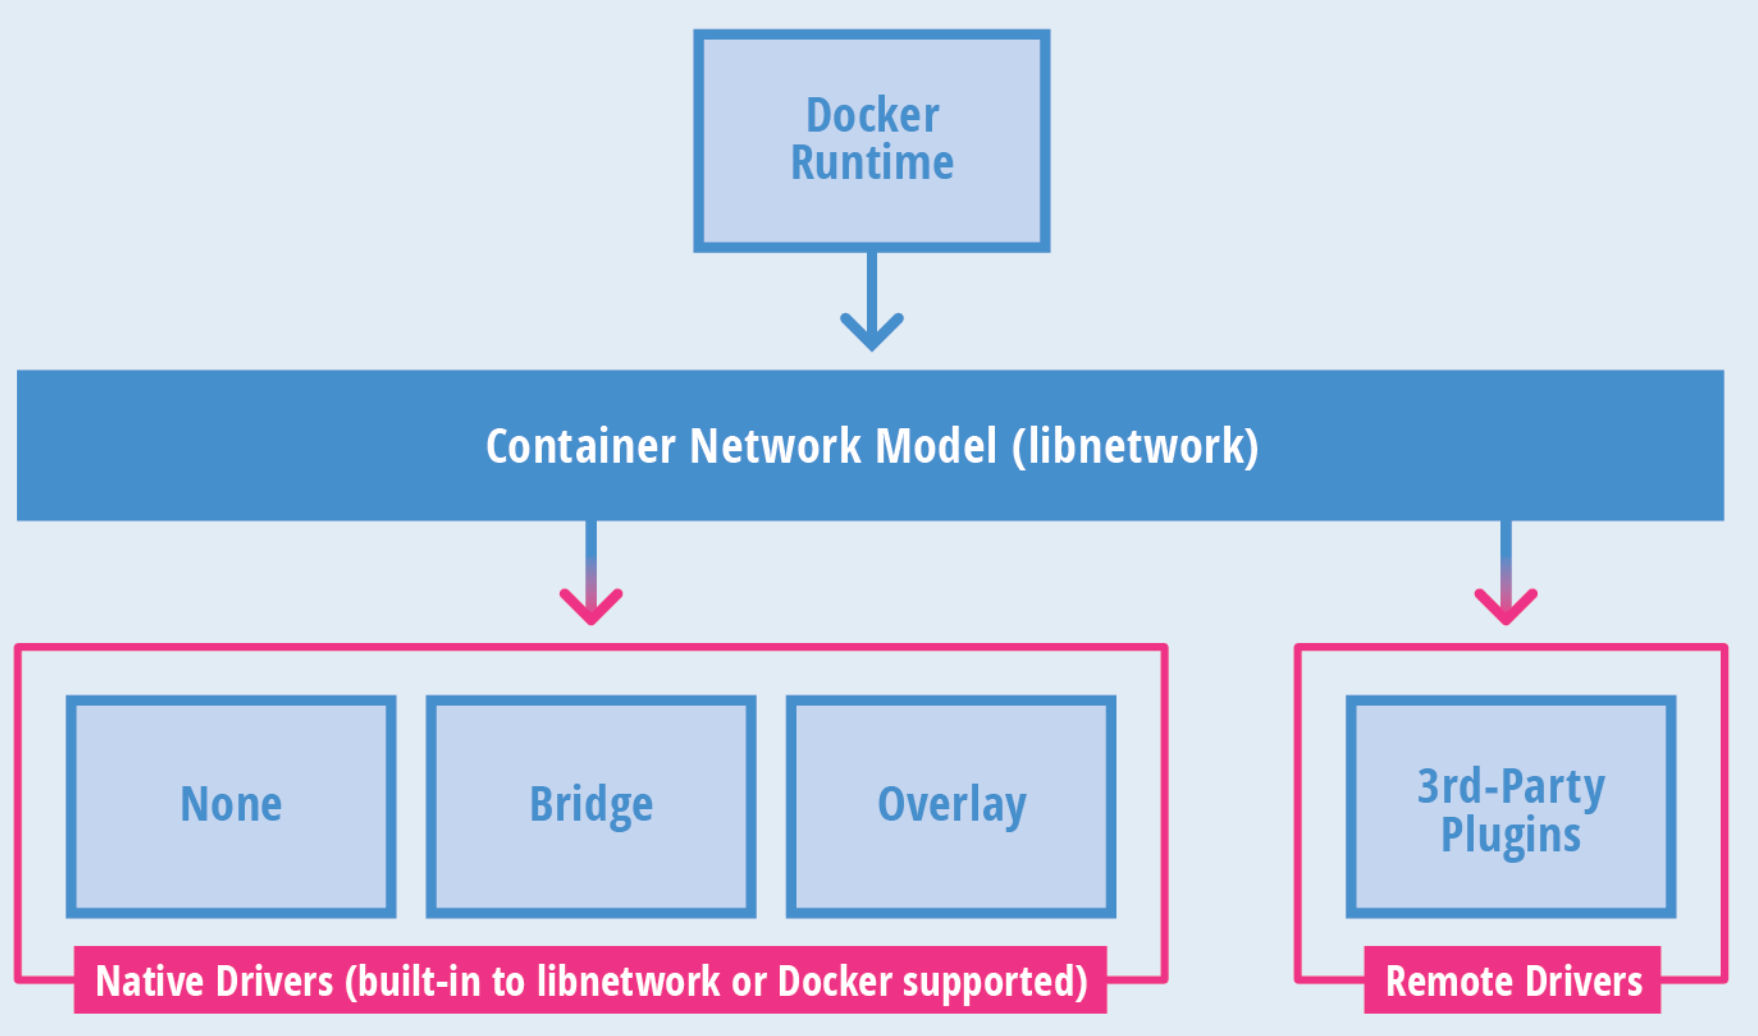 Docker
Runtime
Container Network Model (libnetwork)
None
Bridge
Overlay
3rd-Party
Plugins
Native Drivers (built-in to libnetwork or Docker supported)
Remote Drivers